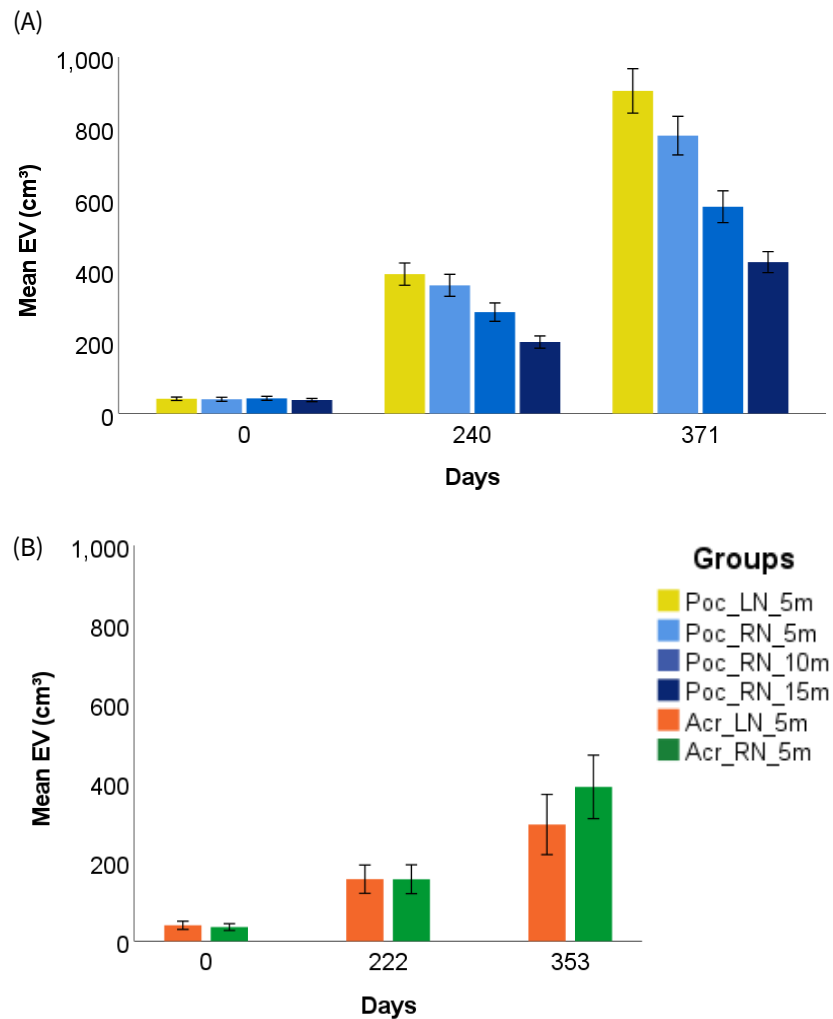 (A)
1,000
800
600
400
200
0
Mean EV (cm³)
0 240 371
Days
(B)
1,000
800
600
400
200
0
Mean EV (cm³)
0 222 353
Days
Groups
Poc_LN_5m
Poc_RN_5m
Poc_RN_10m
Poc_RN_15m
Acr_LN_5m
Acr_RN_5m